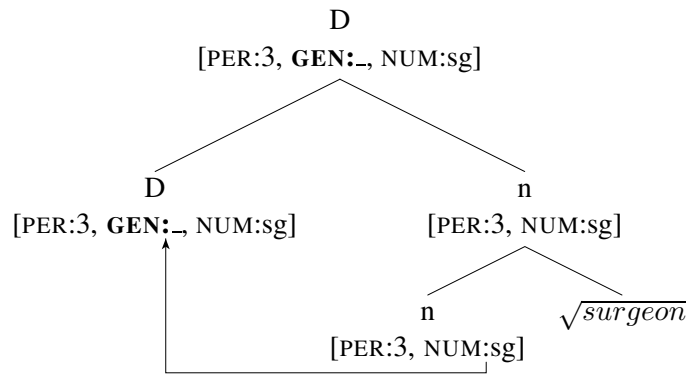 D
[PER:3, GEN:_, NUM:sg]
D n
[PER:3, GEN:_, NUM:sg] [PER:3, NUM:sg]
n √surgeon
[PER:3, NUM:sg]